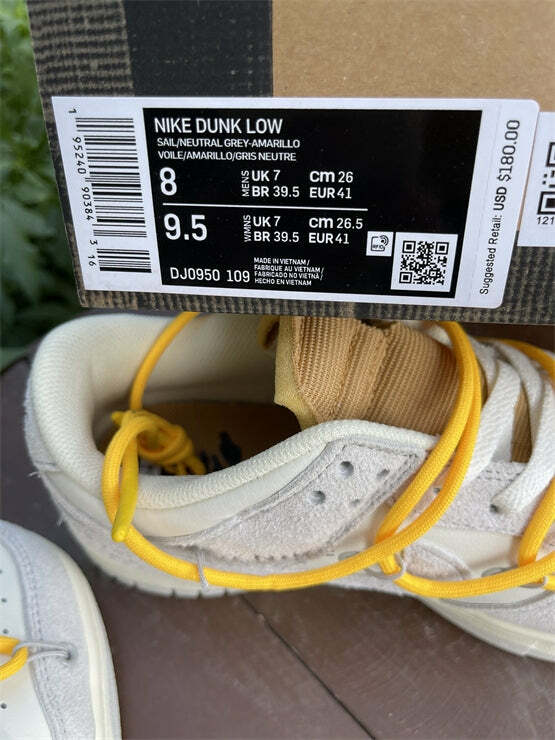 NIKE DUNK LOW
SAIL/NEUTRAL GREY-AMARILLO
VOILE/AMARILLO/GRIS NEUTRE
8 MENS UK 7 cm 26
BR 39.5 EUR 41
9.5 WMNS UK 7 cm 26.5
BR 39.5 EUR 41
DJ0950 109
MADE IN VIETNAM/
FABRIQUE AU VIETNAM/
FABRICADO NO VIETNÃ/
HECHO EN VIETNAM
1 95240 90384 3 16
Suggested Retail: USD $180.00
RFID
121